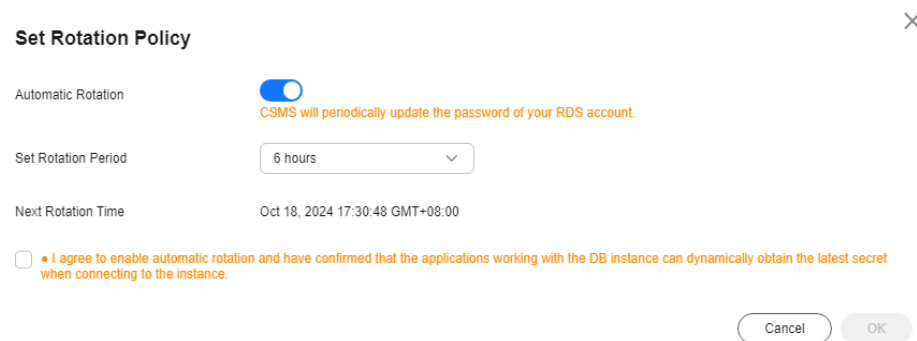 Set Rotation Policy
Automatic Rotation
CSMS will periodically update the password of your RDS account.
Set Rotation Period
6 hours
Next Rotation Time
Oct 18, 2024 17:30:48 GMT+08:00
● I agree to enable automatic rotation and have confirmed that the applications working with the DB instance can dynamically obtain the latest secret
when connecting to the instance.
Cancel
OK